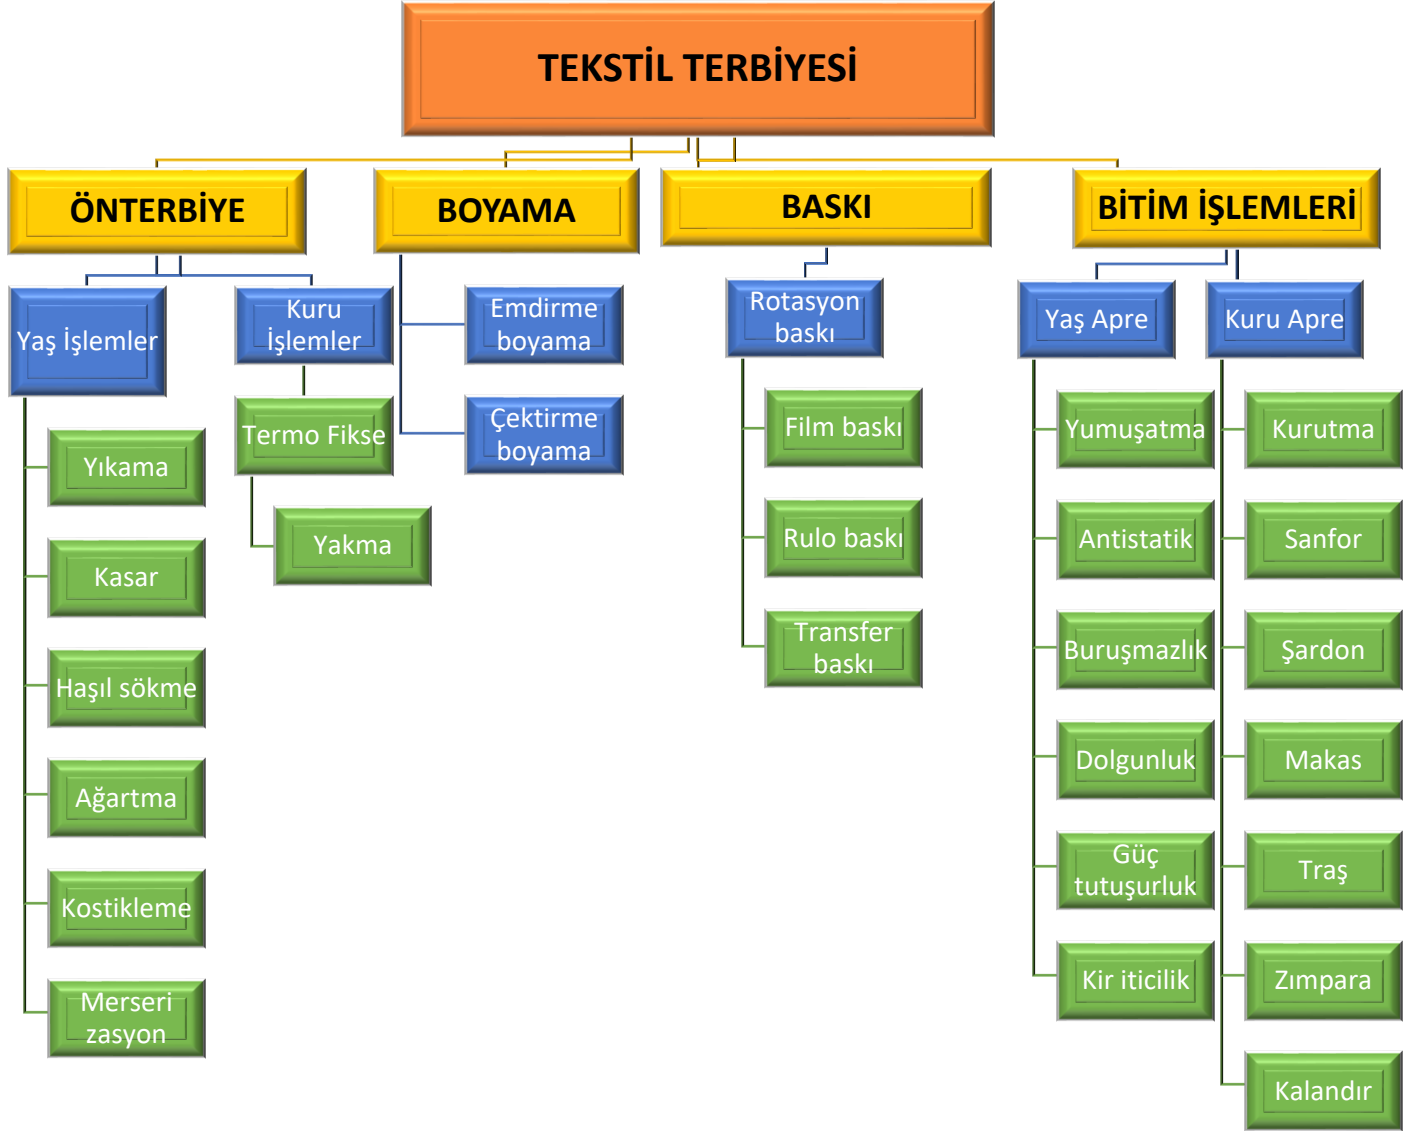 TEKSTİL TERBİYESİ
ÖNTERBİYE
BOYAMA
BASKI
BİTİM İŞLEMLERİ
Yaş İşlemler
Yıkama
Kasar
Haşıl sökme
Ağartma
Kostikleme
Merseri
zasyon
Kuru
İşlemler
Termo Fikse
Yakma
Emdirme
boyama
Çektirme
boyama
Rotasyon
baskı
Film baskı
Rulo baskı
Transfer
baskı
Yaş Apre
Yumuşatma
Antistatik
Buruşmazlık
Dolgunluk
Güç
tutuşurluk
Kir iticilik
Kuru Apre
Kurutma
Sanfor
Şardon
Makas
Traş
Zımpara
Kalandır